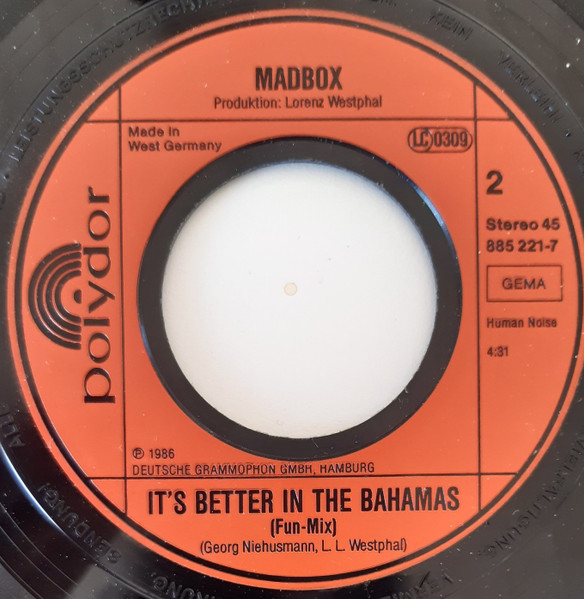 MADBOX
Produktion: Lorenz Westphal
Made in
West Germany
LC 0309
2
Stereo 45
885 221-7
GEMA
Human Noise
4:31
polydor
℗ 1986
DEUTSCHE GRAMMOPHON GMBH, HAMBURG
IT'S BETTER IN THE BAHAMAS
(Fun-Mix)
(Georg Niehusmann, L. L. Westphal)